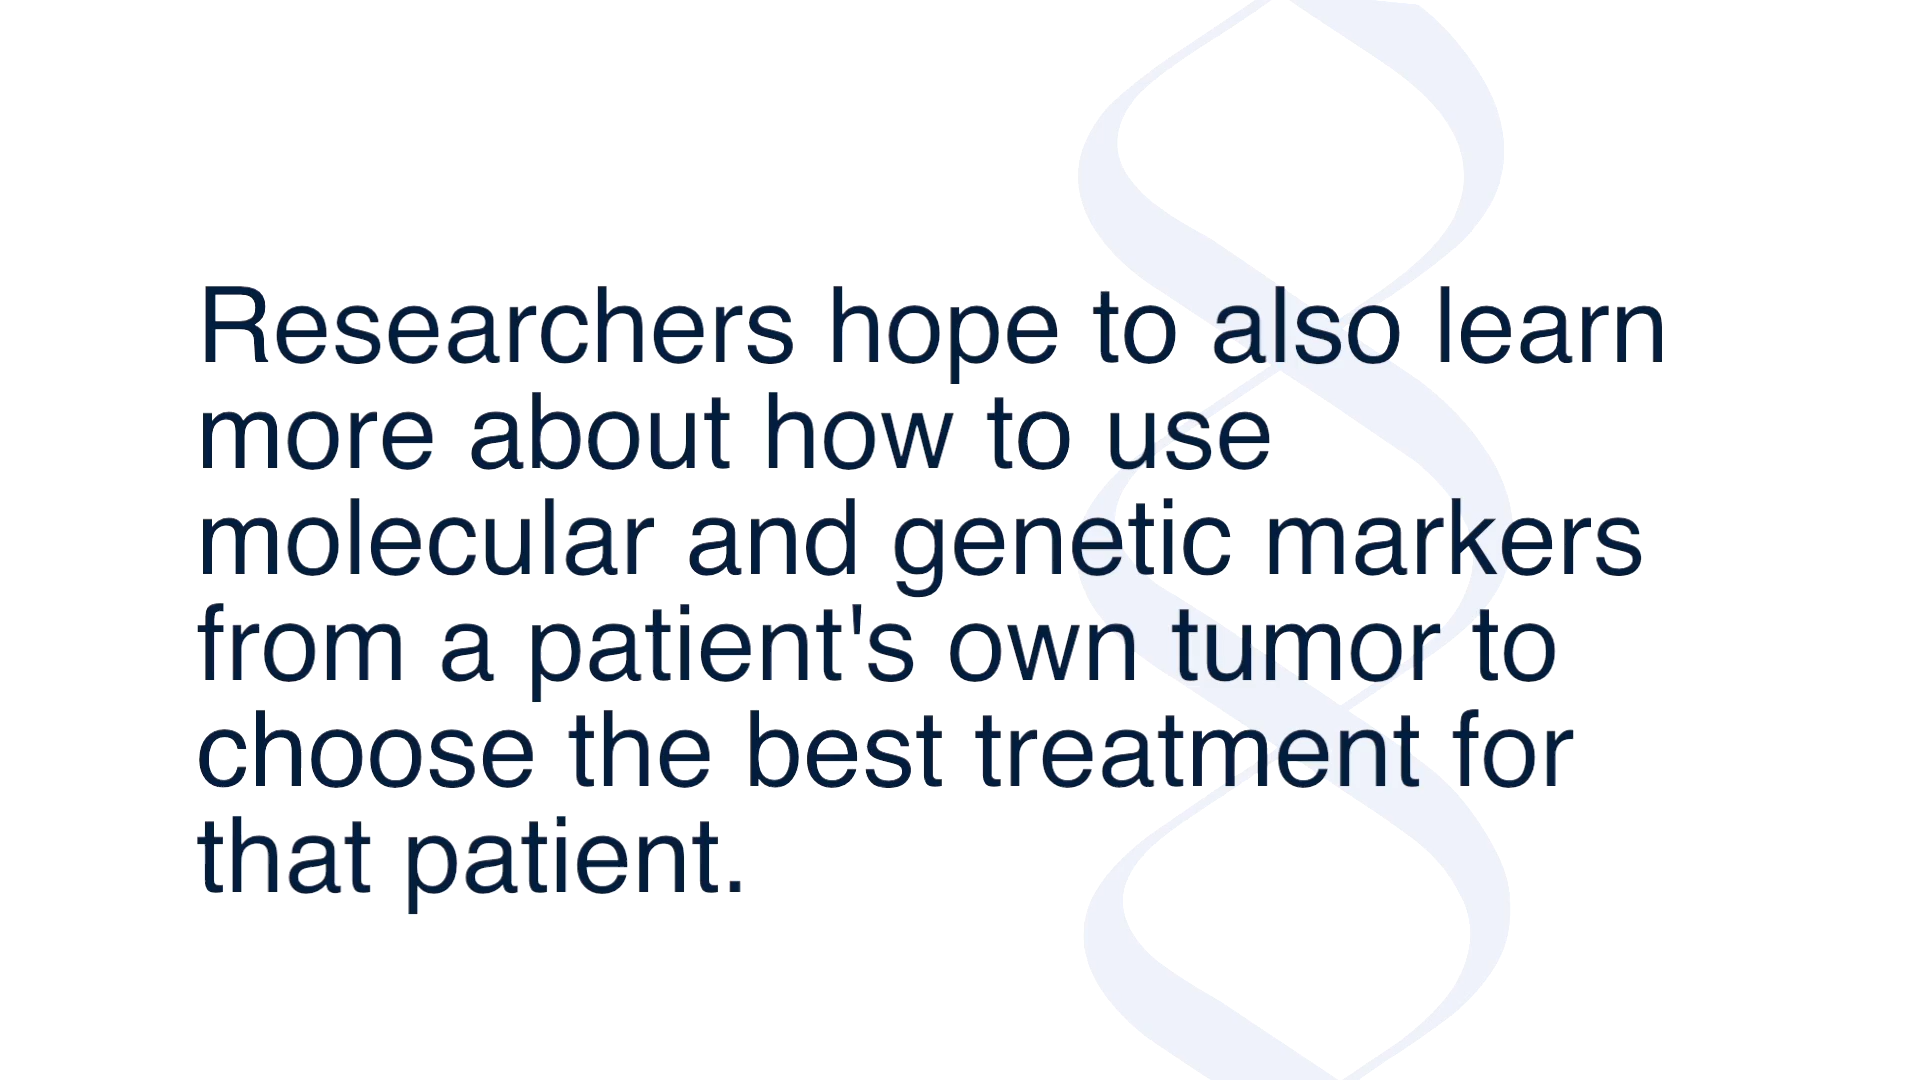 Researchers hope to also learn
more about how to use
molecular and genetic markers
from a patient's own tumor to
choose the best treatment for
that patient.